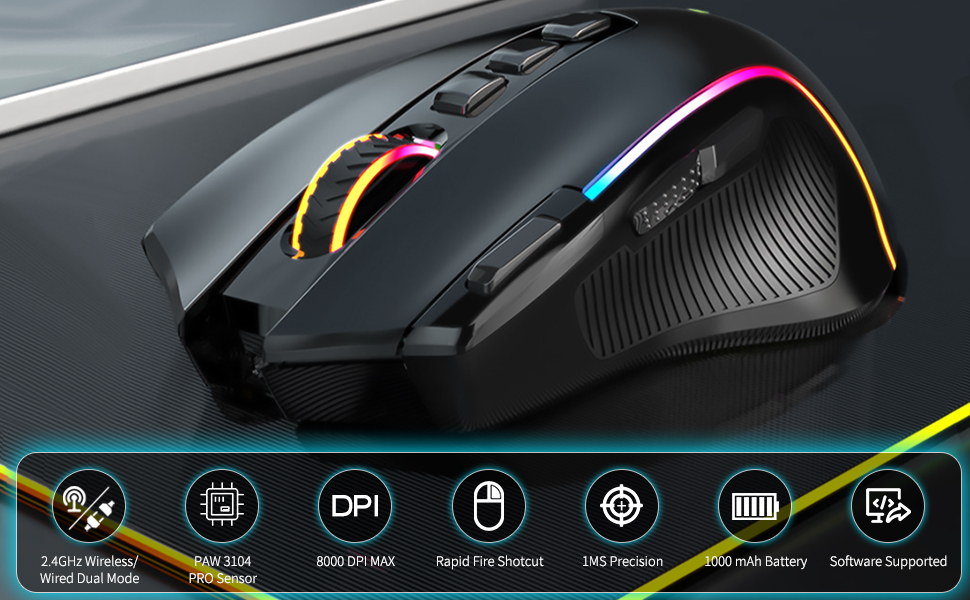 DPI
2.4GHz Wireless/
Wired Dual Mode
PAW 3104
PRO Sensor
8000 DPI MAX
Rapid Fire Shotcut
1MS Precision
1000 mAh Battery
Software Supported